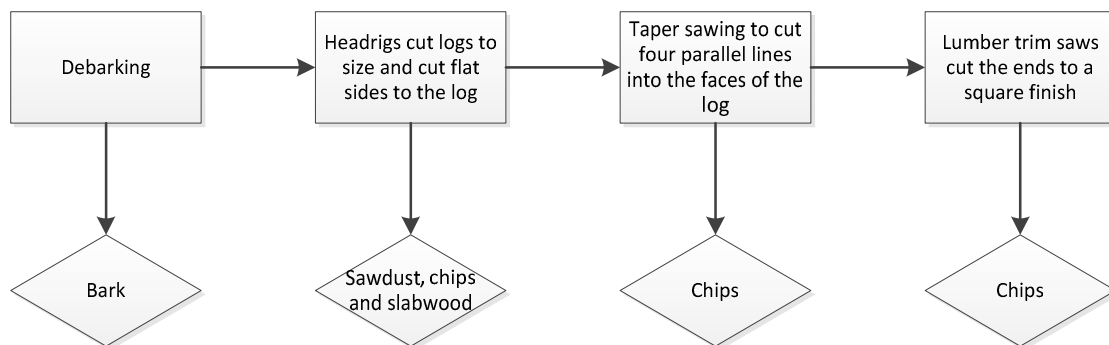 Debarking
Headrigs cut logs to
size and cut flat
sides to the log
Taper sawing to cut
four parallel lines
into the faces of the
log
Lumber trim saws
cut the ends to a
square finish
Bark
Sawdust, chips
and slabwood
Chips
Chips